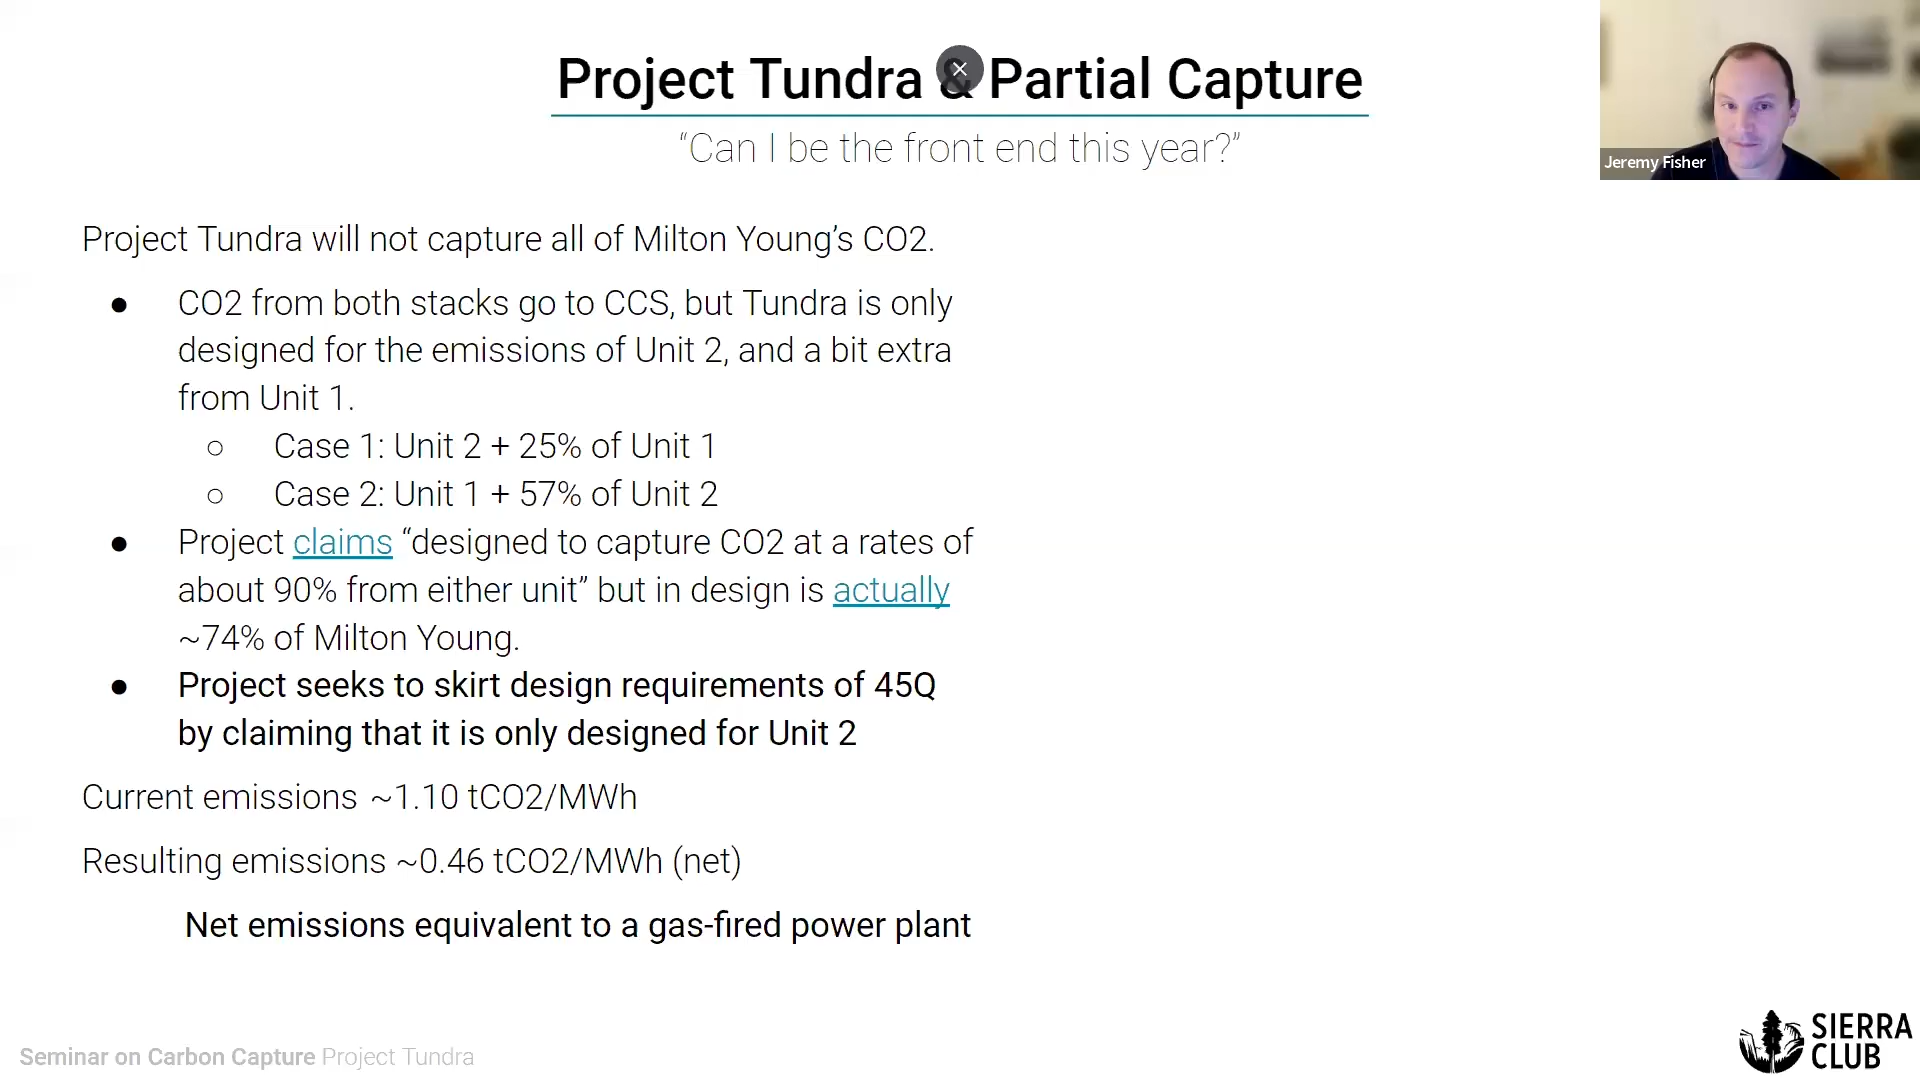 Project Tundra & Partial Capture
“Can I be the front end this year?”
Jeremy Fisher
Project Tundra will not capture all of Milton Young’s CO2.
● CO2 from both stacks go to CCS, but Tundra is only
designed for the emissions of Unit 2, and a bit extra
from Unit 1.
○ Case 1: Unit 2 + 25% of Unit 1
○ Case 2: Unit 1 + 57% of Unit 2
● Project claims “designed to capture CO2 at a rates of
about 90% from either unit” but in design is actually
~74% of Milton Young.
● Project seeks to skirt design requirements of 45Q
by claiming that it is only designed for Unit 2
Current emissions ~1.10 tCO2/MWh
Resulting emissions ~0.46 tCO2/MWh (net)
Net emissions equivalent to a gas-fired power plant
Seminar on Carbon Capture Project Tundra
SIERRA
CLUB